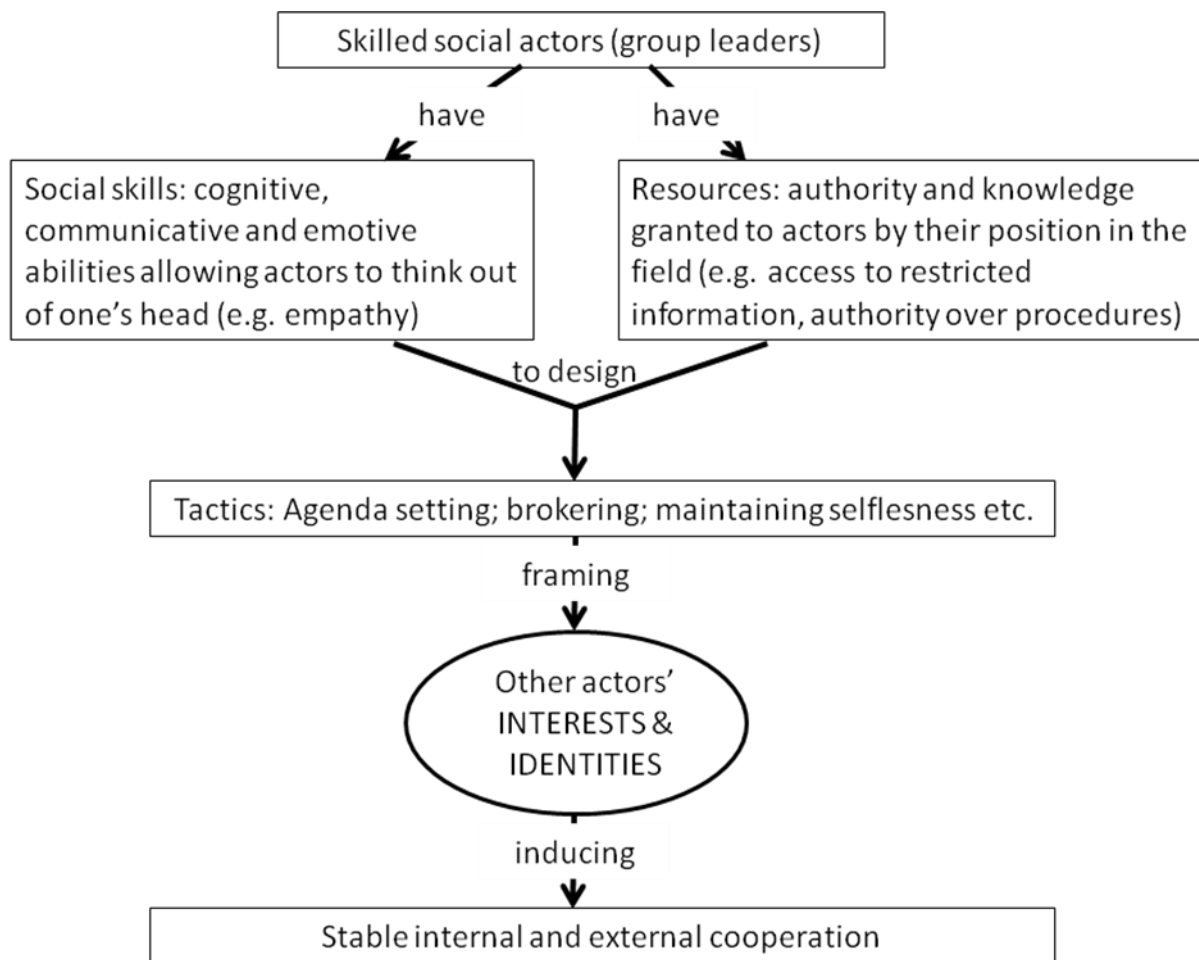 Skilled social actors (group leaders)
have
have
Social skills: cognitive,
communicative and emotive
abilities allowing actors to think out
of one’s head (e.g. empathy)
Resources: authority and knowledge
granted to actors by their position in the
field (e.g. access to restricted
information, authority over procedures)
to design
Tactics: Agenda setting; brokering; maintaining selflesness etc.
framing
Other actors’
INTERESTS &
IDENTITIES
inducing
Stable internal and external cooperation